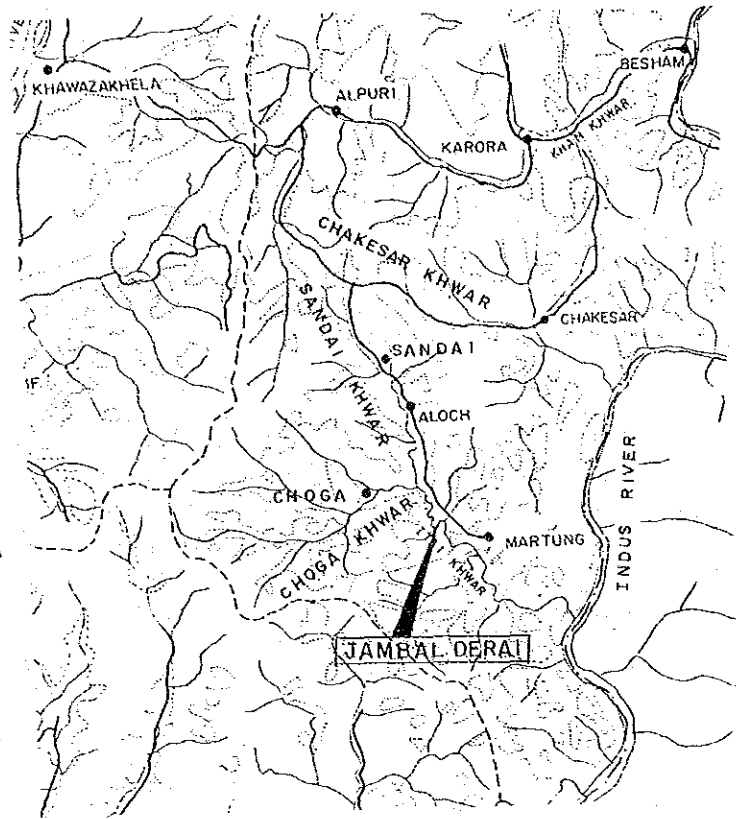 BESHAM
KHAWAZAKHELA
ALPURI
KARORA
KHAN KHWAR
CHAKESAR KHWAR
CHAKESAR
SANDAI KHWAR
SANDAI
IF.
ALOCH
INDUS RIVER
CHOGA
CHOGA KHWAR
MARTUNG
KHWAR
JAMBAL DERAI